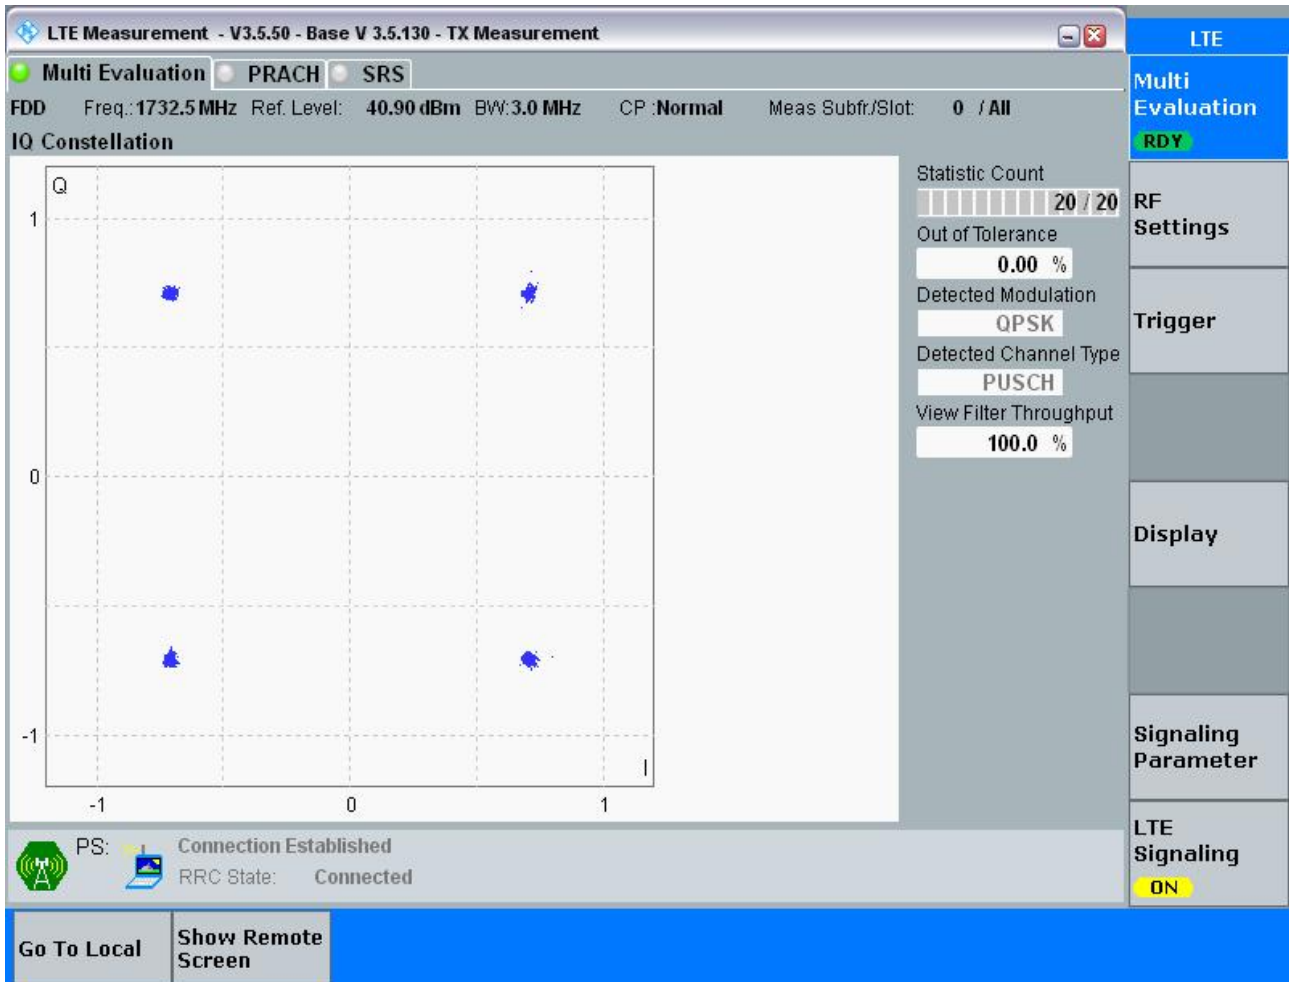 LTE Measurement - V3.5.50 - Base V 3.5.130 - TX Measurement
LTE
Multi Evaluation PRACH SRS
Multi
Evaluation
RDY
FDD Freq.: 1732.5 MHz Ref. Level: 40.90 dBm BW: 3.0 MHz CP : Normal Meas Subfr./Slot: 0 / All
IQ Constellation
Q
1
0
-1
I
-1 0 1
Statistic Count
20 / 20
Out of Tolerance
0.00 %
Detected Modulation
QPSK
Detected Channel Type
PUSCH
View Filter Throughput
100.0 %
RF
Settings
Trigger
Display
Signaling
Parameter
LTE
Signaling
ON
PS: Connection Established
RRC State: Connected
Go To Local
Show Remote
Screen